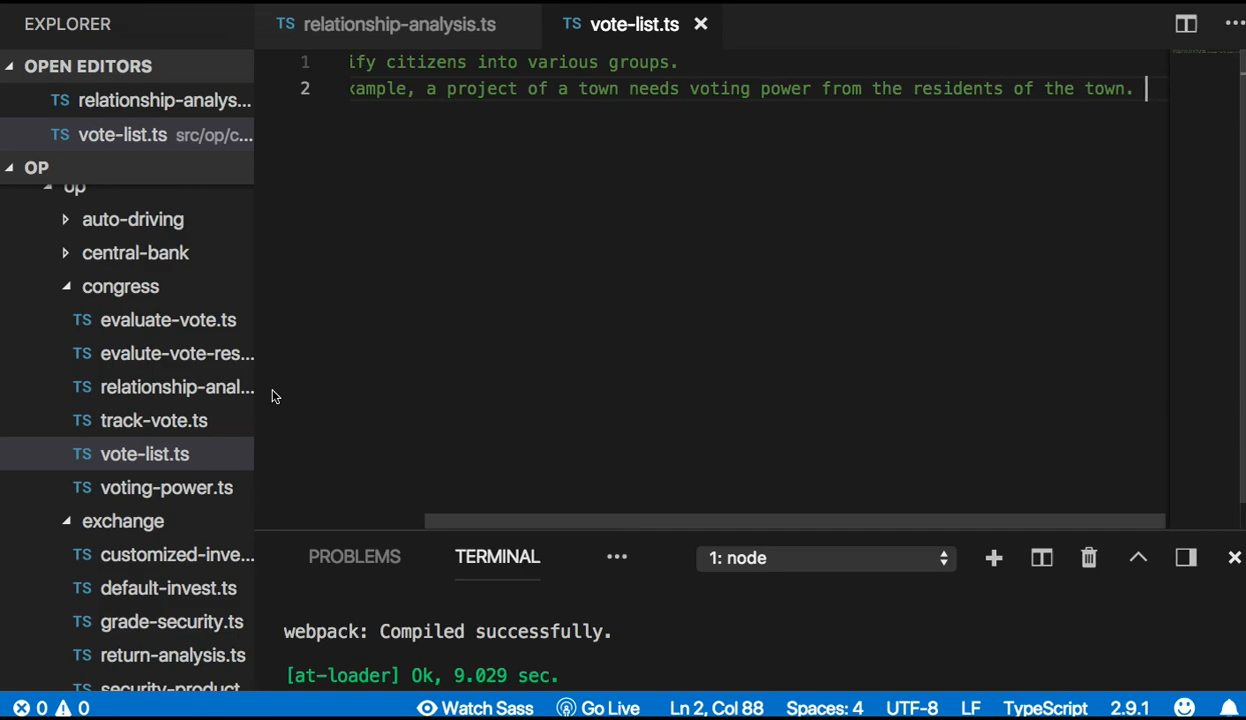 EXPLORER
OPEN EDITORS
TS relationship-analys...
TS vote-list.ts src/op/c...
OP
op
auto-driving
central-bank
congress
TS evaluate-vote.ts
TS evalute-vote-res...
TS relationship-anal...
TS track-vote.ts
TS vote-list.ts
TS voting-power.ts
exchange
TS customized-inve...
TS default-invest.ts
TS grade-security.ts
TS return-analysis.ts
TS security-product
TS relationship-analysis.ts
TS vote-list.ts
1 ify citizens into various groups.
2 xample, a project of a town needs voting power from the residents of the town.
PROBLEMS TERMINAL ••• 1: node
webpack: Compiled successfully.
[at-loader] Ok, 9.029 sec.
0 0 Watch Sass Go Live Ln 2, Col 88 Spaces: 4 UTF-8 LF TypeScript 2.9.1